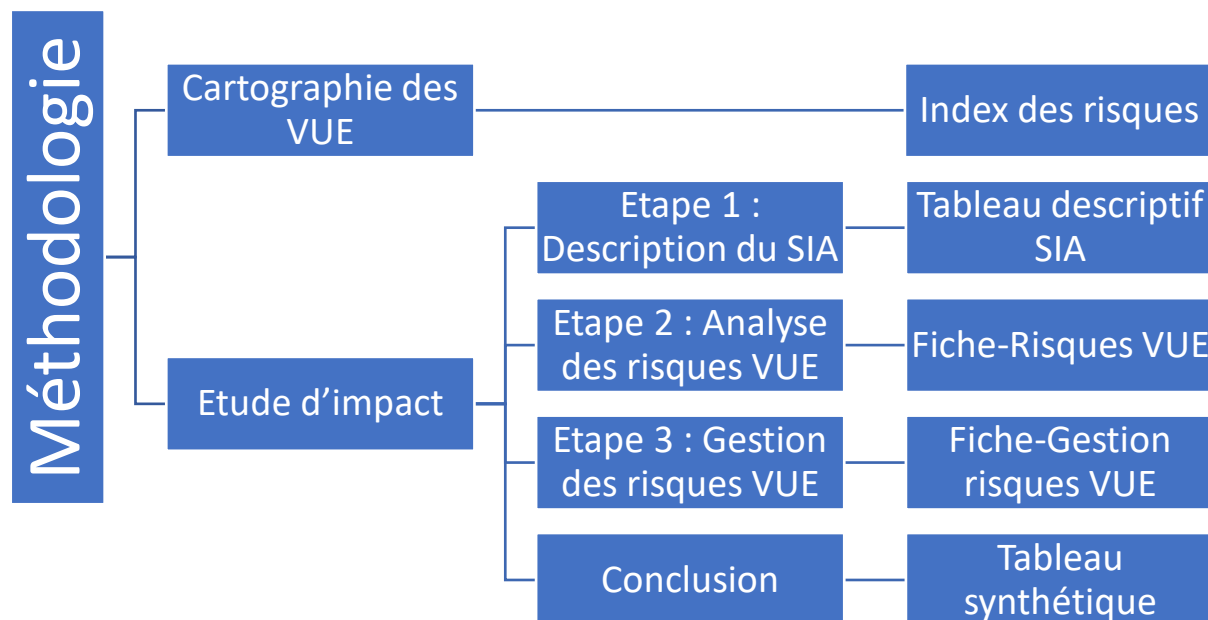 Méthodologie
Cartographie des
VUE
Index des risques
Etude d’impact
Etape 1 :
Description du SIA
Tableau descriptif
SIA
Etape 2 : Analyse
des risques VUE
Fiche-Risques VUE
Etape 3 : Gestion
des risques VUE
Fiche-Gestion
risques VUE
Conclusion
Tableau
synthétique